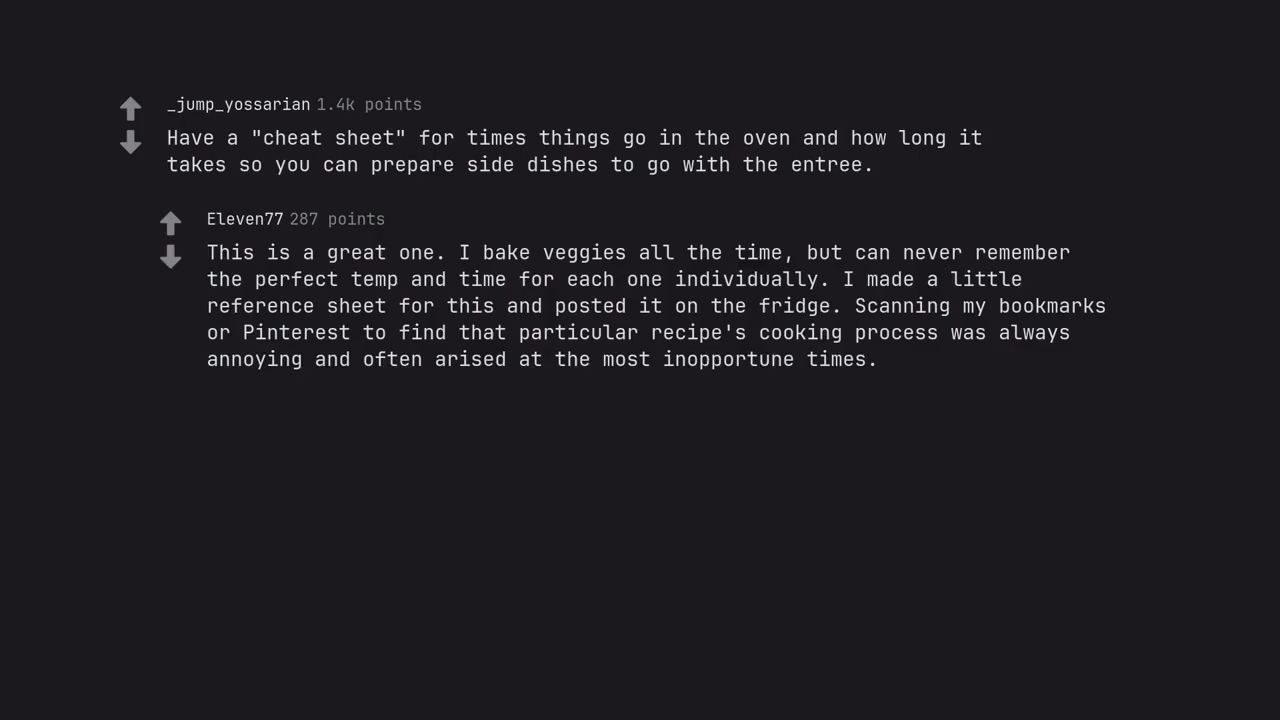 _jump_yossarian 1.4k points
Have a "cheat sheet" for times things go in the oven and how long it
takes so you can prepare side dishes to go with the entree.
Eleven77 287 points
This is a great one. I bake veggies all the time, but can never remember
the perfect temp and time for each one individually. I made a little
reference sheet for this and posted it on the fridge. Scanning my bookmarks
or Pinterest to find that particular recipe's cooking process was always
annoying and often arised at the most inopportune times.